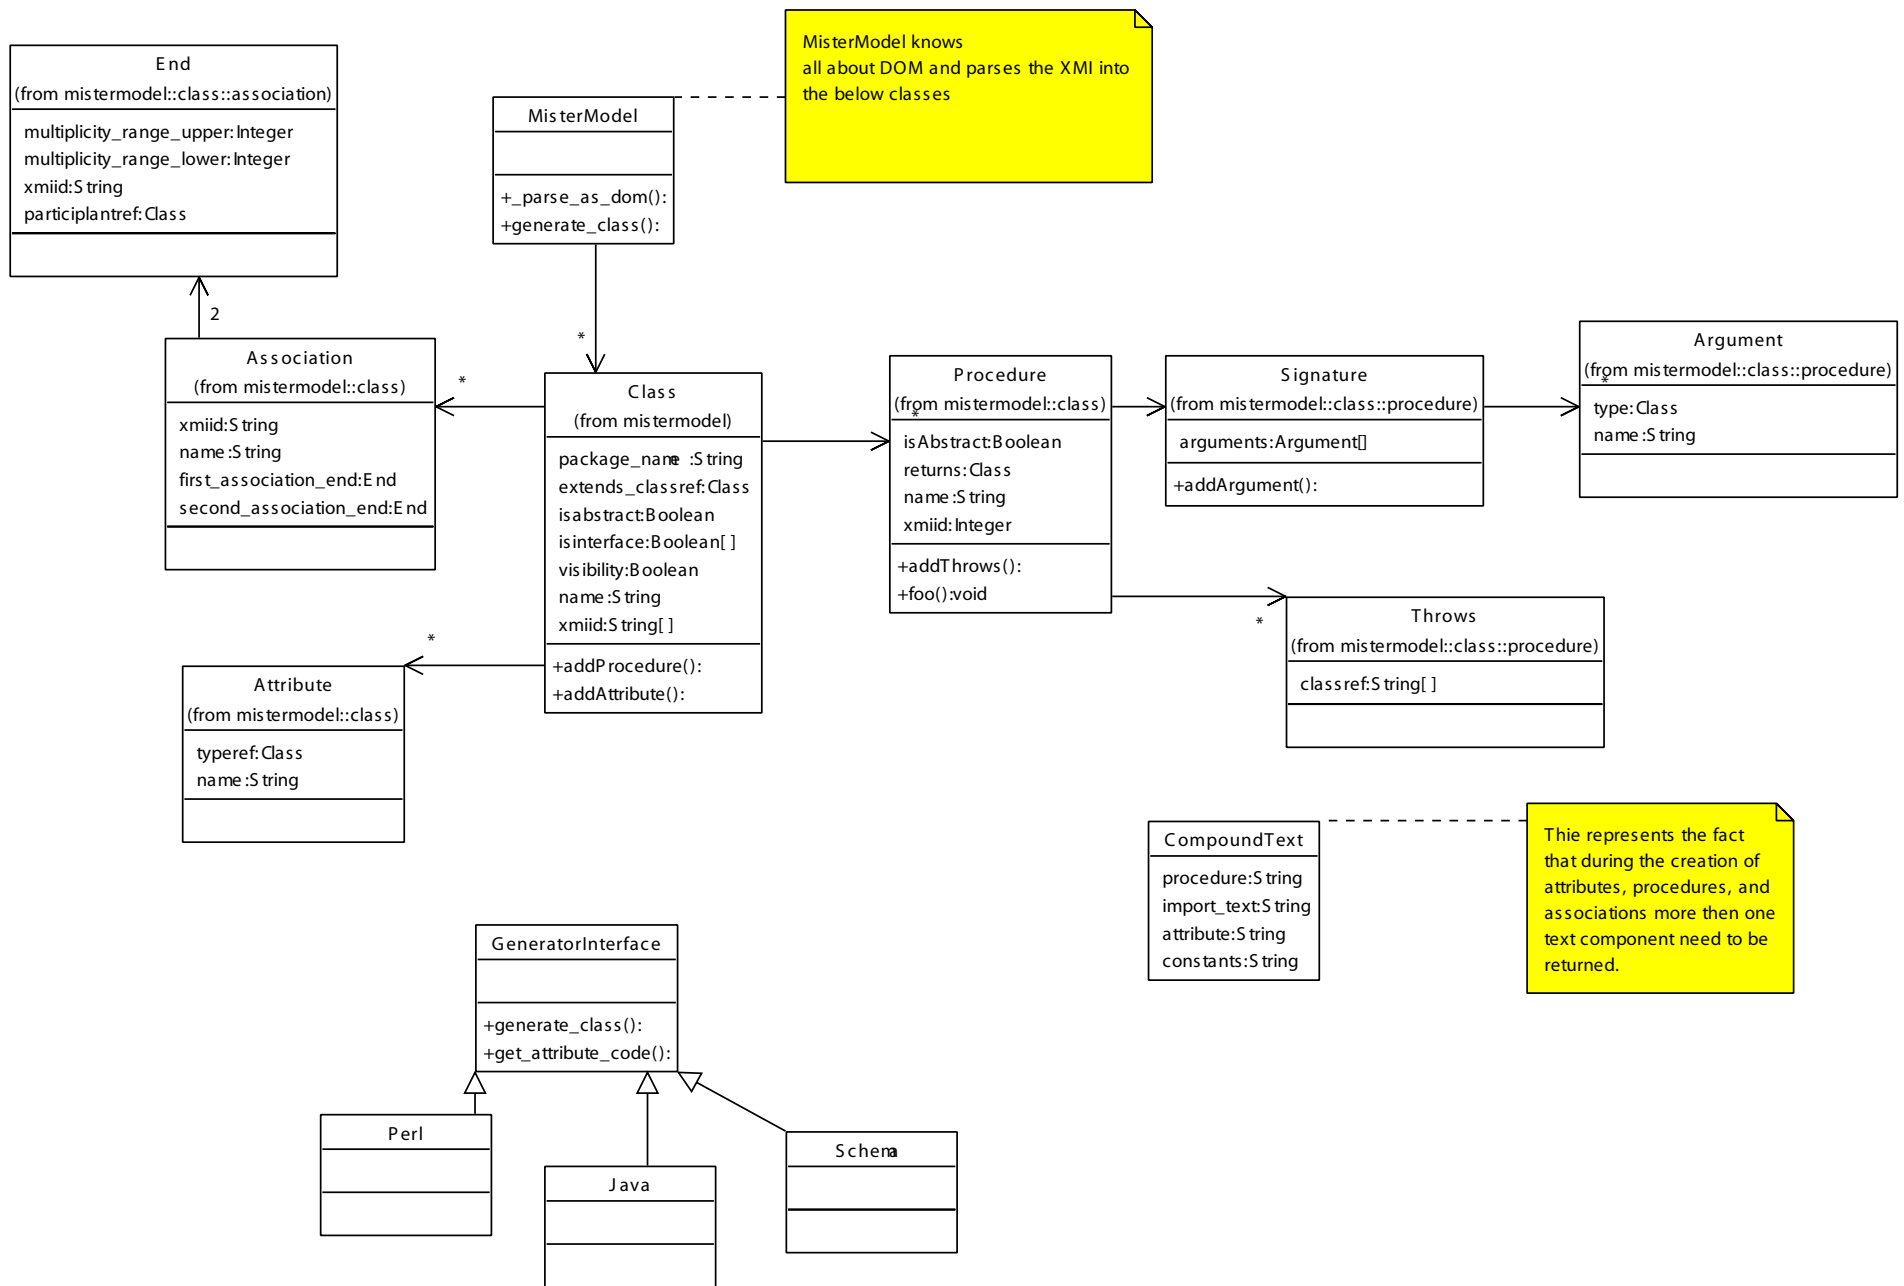 End
(from mistermodel::class::association)
multiplicity_range_upper:Integer
multiplicity_range_lower:Integer
xmiid:String
participlantref:Class
MisterModel
+_parse_as_dom():
+generate_class():
MisterModel knows
all about DOM and parses the XMI into
the below classes
2
*
Association
(from mistermodel::class)
xmiid:String
name:String
first_association_end:End
second_association_end:End
*
Class
(from mistermodel)
package_name :String
extends_classref:Class
isabstract:Boolean
isinterface:Boolean[ ]
visibility:Boolean
name:String
xmiid:String[ ]
+addProcedure():
+addAttribute():
Procedure
(from mistermodel::class)
*
isAbstract:Boolean
returns:Class
name:String
xmiid:Integer
+addThrows():
+foo():void
Signature
(from mistermodel::class::procedure)
arguments:Argument[]
+addArgument():
Argument
(from mistermodel::class::procedure)
*
type:Class
name:String
*
Throws
(from mistermodel::class::procedure)
classref:String[ ]
*
Attribute
(from mistermodel::class)
typeref:Class
name:String
CompoundText
procedure:String
import_text:String
attribute:String
constants:String
Thie represents the fact
that during the creation of
attributes, procedures, and
associations more then one
text component need to be
returned.
GeneratorInterface
+generate_class():
+get_attribute_code():
Perl
Java
Schema